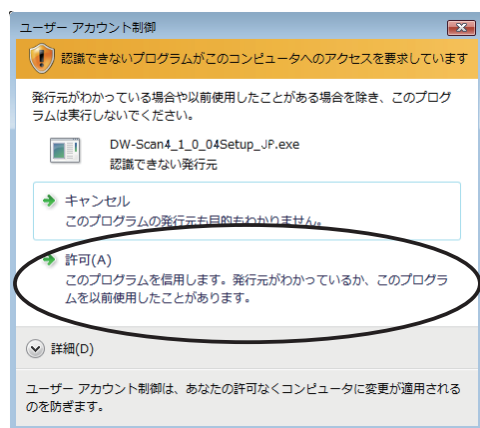 ユーザー アカウント制御
認識できないプログラムがこのコンピュータへのアクセスを要求しています
発行元がわかっている場合や以前使用したことがある場合を除き、このプログ
ラムは実行しないでください。
DW-Scan4_1_0_04Setup_JP.exe
認識できない発行元
キャンセル
このプログラムの発行元も目的もわかりません。
許可(A)
このプログラムを信用します。発行元がわかっているか、このプログラ
ムを以前使用したことがあります。
詳細(D)
ユーザー アカウント制御は、あなたの許可なくコンピュータに変更が適用される
のを防ぎます。